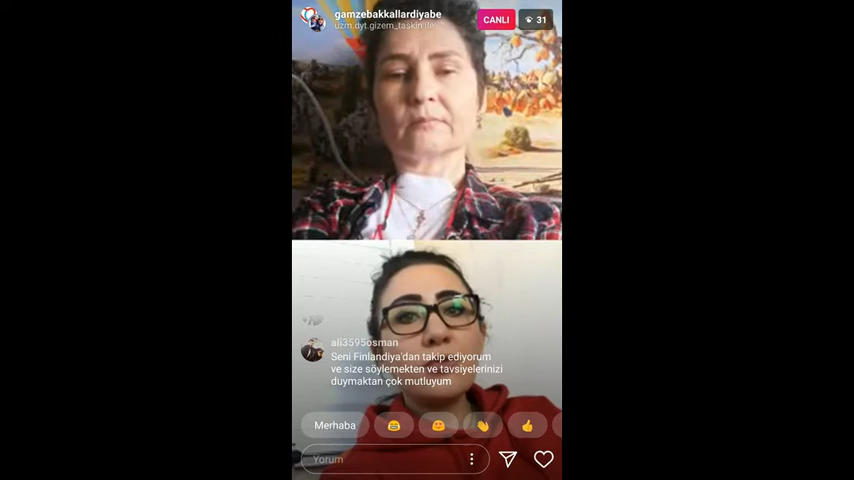 gamzebakkallardiyabe
uzm.dyt.gizem_taskin ile
CANLI
31
ali3595osman
Seni Finlandiya'dan takip ediyorum
ve size söylemekten ve tavsiyelerinizi
duymaktan çok mutluyum
Merhaba
Yorum